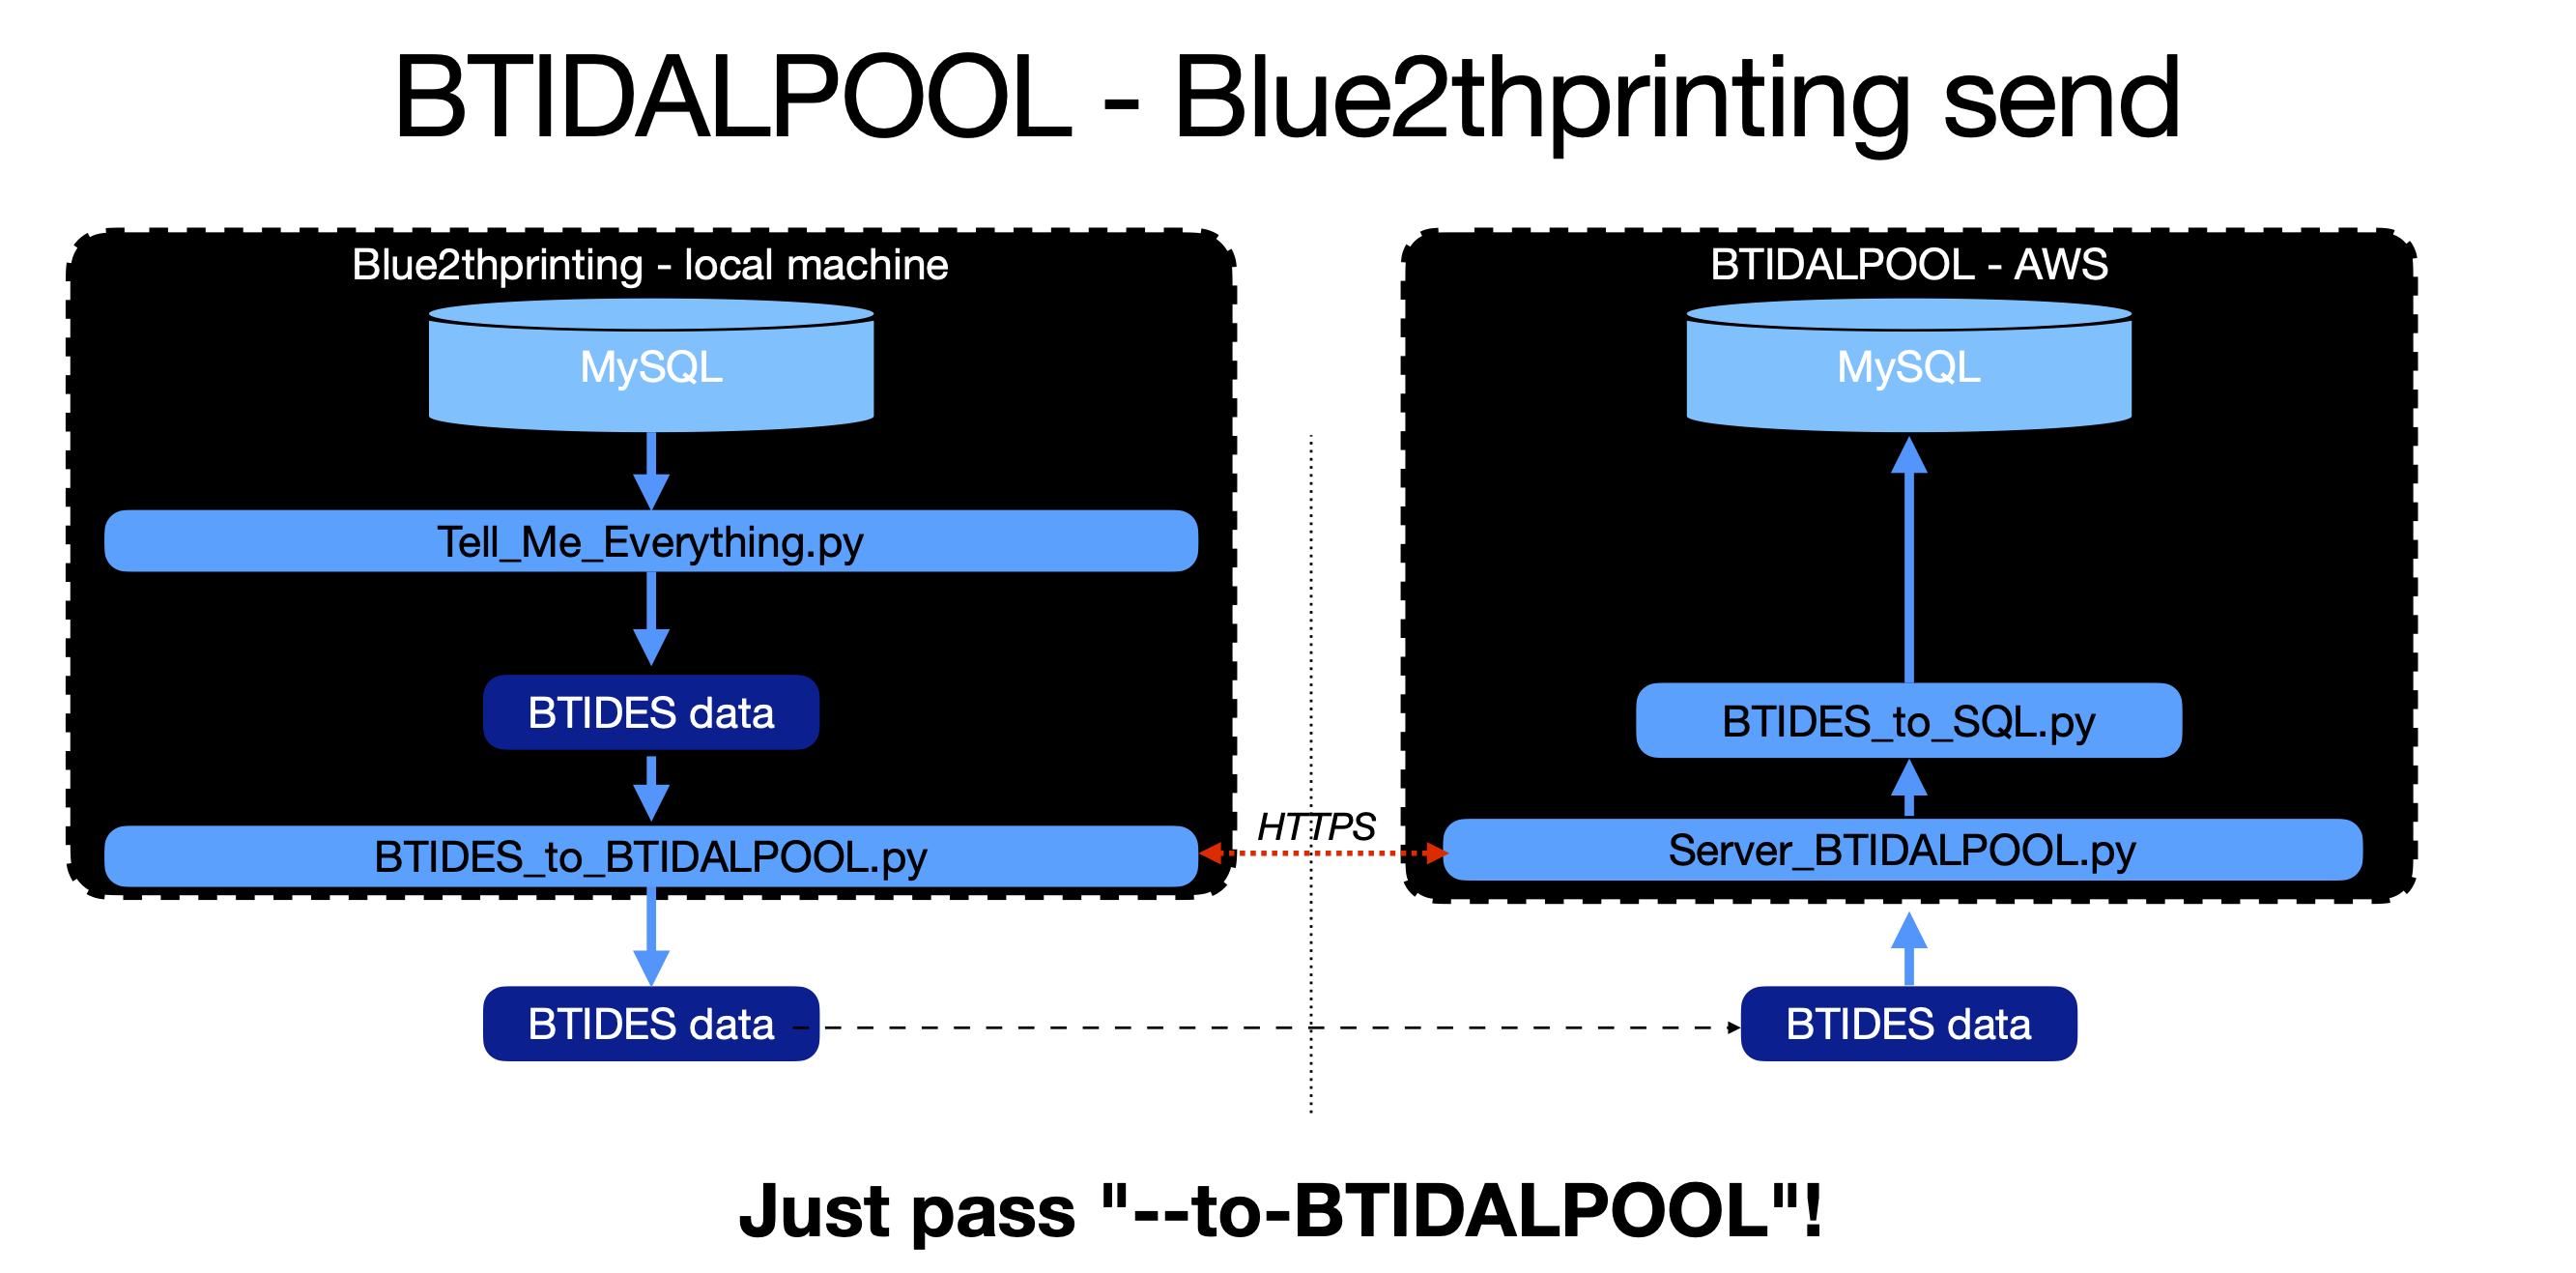 BTIDALPOOL - Blue2thprinting send
Blue2thprinting - local machine
MySQL
Tell_Me_Everything.py
BTIDES data
BTIDES_to_BTIDALPOOL.py
BTIDES data
HTTPS
BTIDALPOOL - AWS
MySQL
BTIDES_to_SQL.py
Server_BTIDALPOOL.py
BTIDES data
Just pass "--to-BTIDALPOOL"!